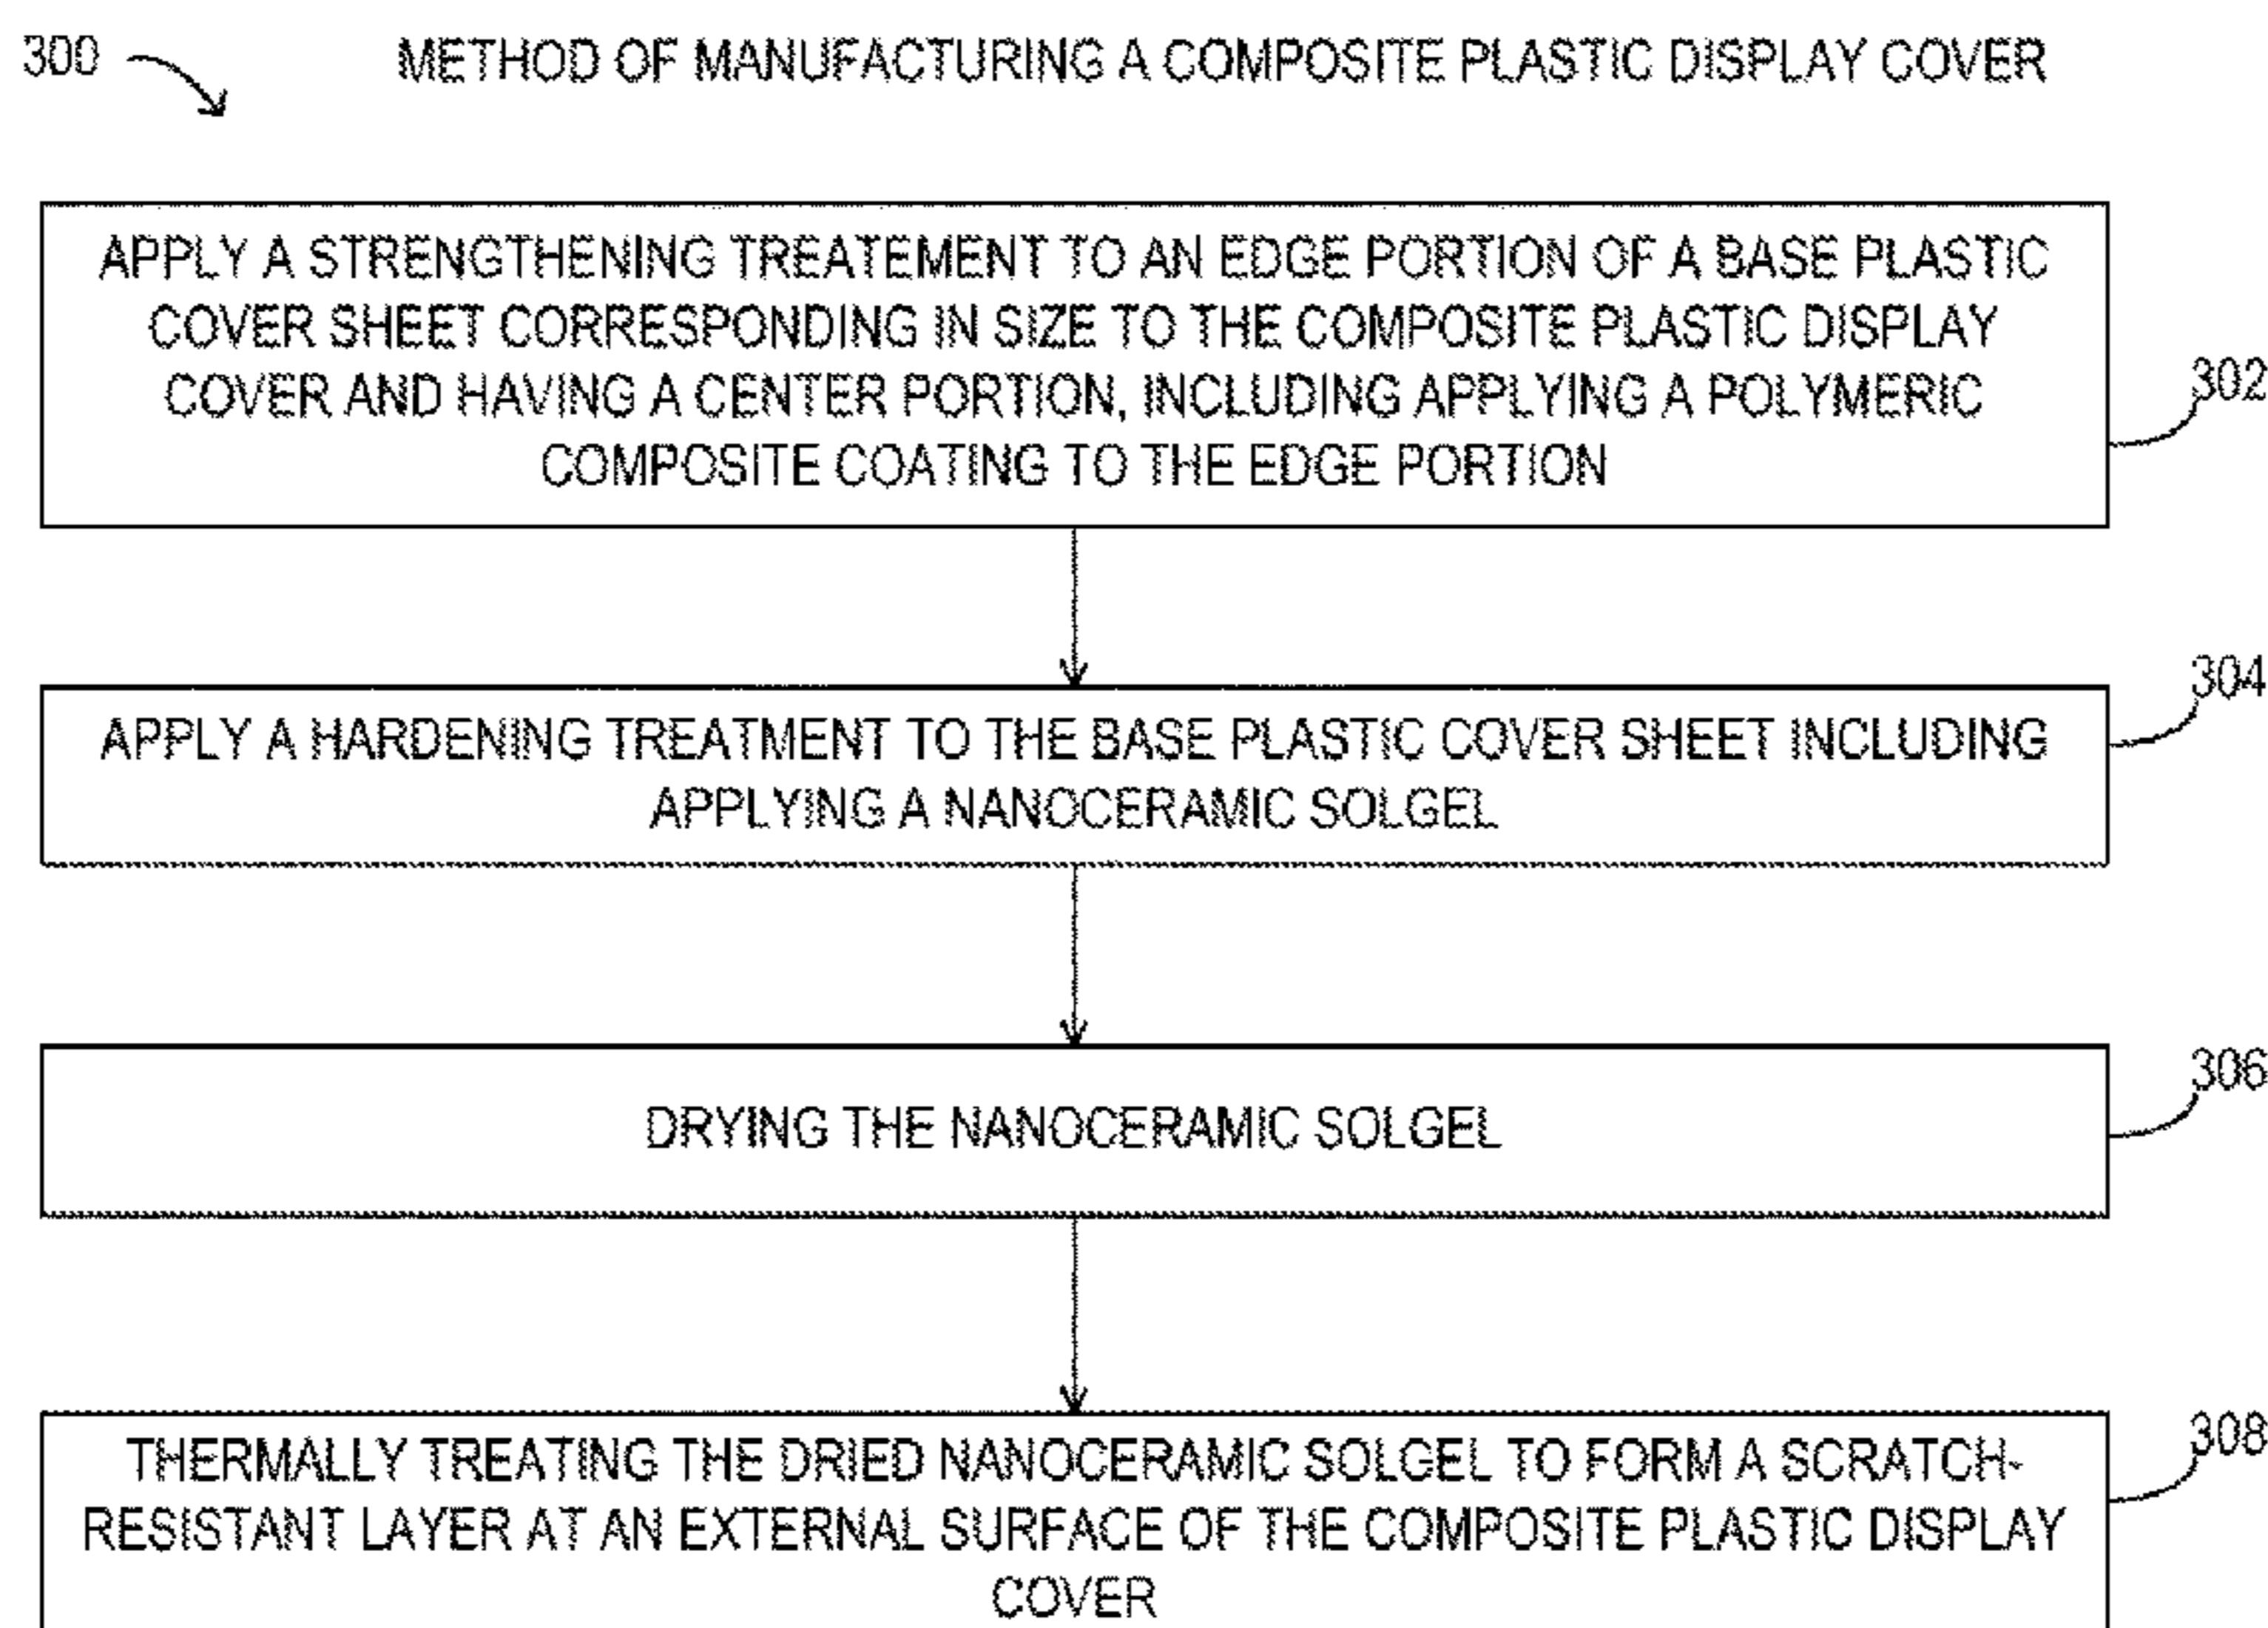 300
METHOD OF MANUFACTURING A COMPOSITE PLASTIC DISPLAY COVER
APPLY A STRENGTHENING TREATEMENT TO AN EDGE PORTION OF A BASE PLASTIC
COVER SHEET CORRESPONDING IN SIZE TO THE COMPOSITE PLASTIC DISPLAY
COVER AND HAVING A CENTER PORTION, INCLUDING APPLYING A POLYMERIC
COMPOSITE COATING TO THE EDGE PORTION
302
APPLY A HARDENING TREATMENT TO THE BASE PLASTIC COVER SHEET INCLUDING
APPLYING A NANOCERAMIC SOLGEL
304
DRYING THE NANOCERAMIC SOLGEL
306
THERMALLY TREATING THE DRIED NANOCERAMIC SOLGEL TO FORM A SCRATCH-
RESISTANT LAYER AT AN EXTERNAL SURFACE OF THE COMPOSITE PLASTIC DISPLAY
COVER
308